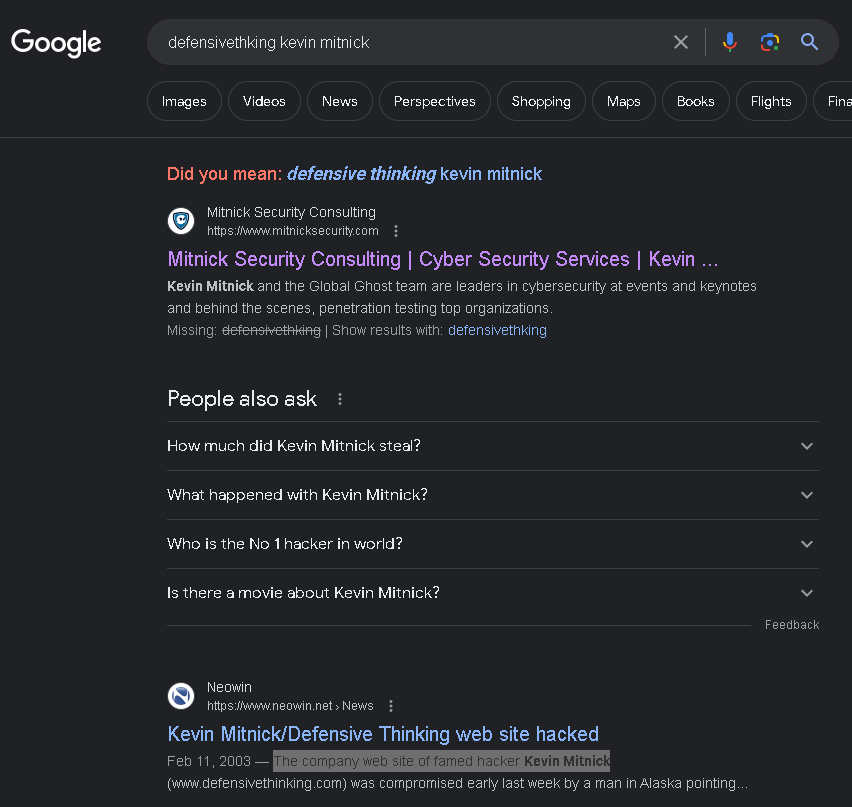 Google
defensivethking kevin mitnick
Images Videos News Perspectives Shopping Maps Books Flights Fina
Did you mean: defensive thinking kevin mitnick
Mitnick Security Consulting
https://www.mitnicksecurity.com
Mitnick Security Consulting | Cyber Security Services | Kevin ...
Kevin Mitnick and the Global Ghost team are leaders in cybersecurity at events and keynotes
and behind the scenes, penetration testing top organizations.
Missing: defensivethking | Show results with: defensivethking
People also ask
How much did Kevin Mitnick steal?
What happened with Kevin Mitnick?
Who is the No 1 hacker in world?
Is there a movie about Kevin Mitnick?
Feedback
Neowin
https://www.neowin.net › News
Kevin Mitnick/Defensive Thinking web site hacked
Feb 11, 2003 — The company web site of famed hacker Kevin Mitnick
(www.defensivethinking.com) was compromised early last week by a man in Alaska pointing...